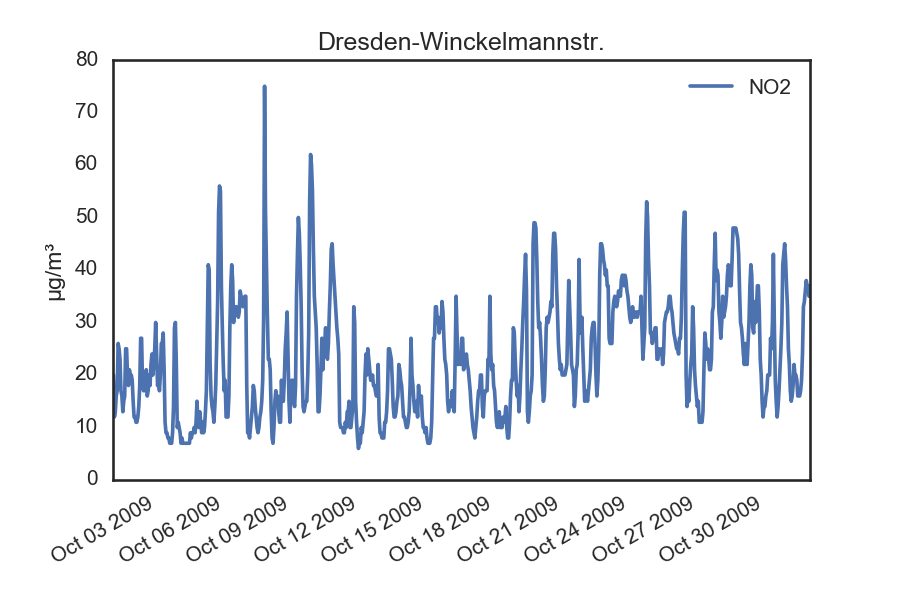 Dresden-Winckelmannstr.
NO2
µg/m³
80
70
60
50
40
30
20
10
0
Oct 03 2009
Oct 06 2009
Oct 09 2009
Oct 12 2009
Oct 15 2009
Oct 18 2009
Oct 21 2009
Oct 24 2009
Oct 27 2009
Oct 30 2009